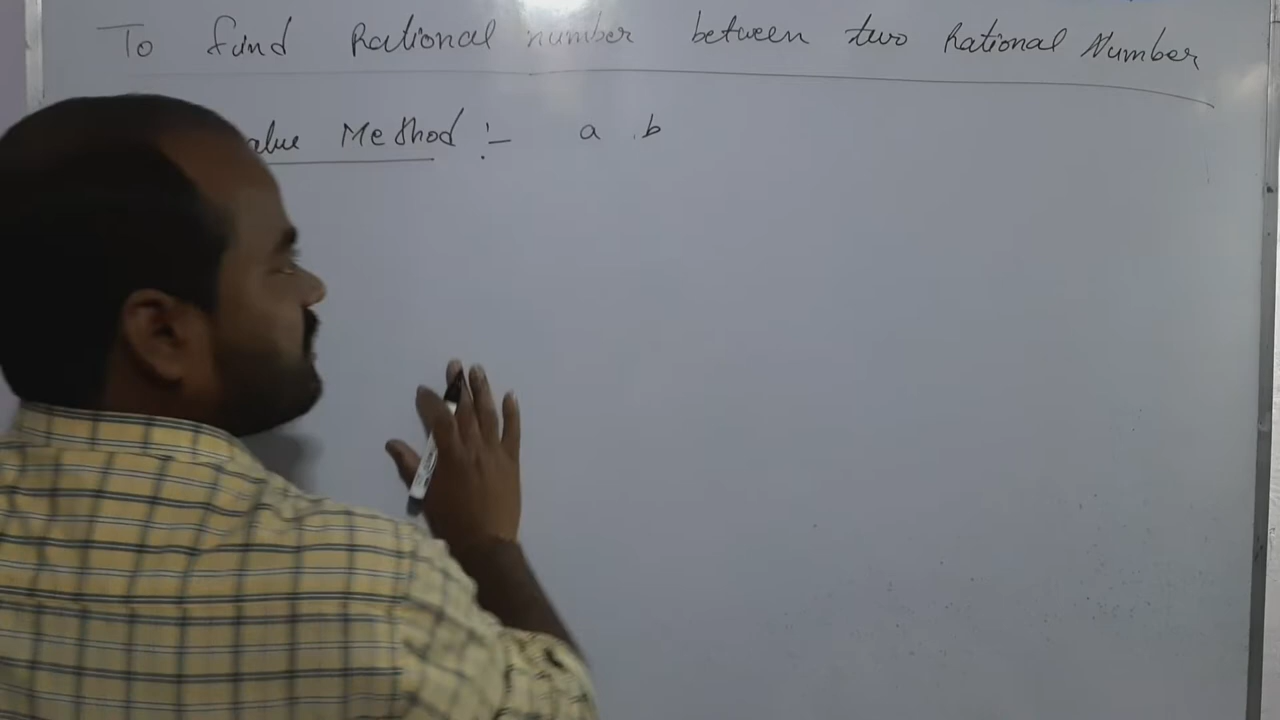 To find Rational number between two Rational Number
alue Method :- a b